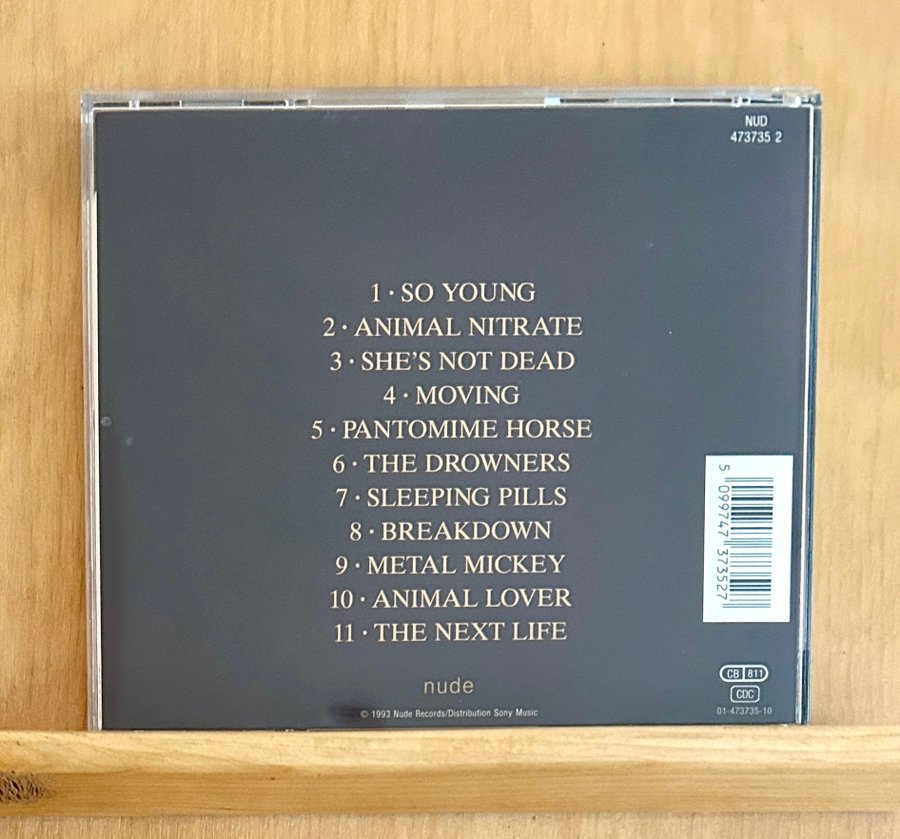 NUD
473735 2
1 · SO YOUNG
2 · ANIMAL NITRATE
3 · SHE'S NOT DEAD
4 · MOVING
5 · PANTOMIME HORSE
6 · THE DROWNERS
7 · SLEEPING PILLS
8 · BREAKDOWN
9 · METAL MICKEY
10 · ANIMAL LOVER
11 · THE NEXT LIFE
5 099747 373527
nude
© 1993 Nude Records/Distribution Sony Music
CB 811
CDC
01-473735-10